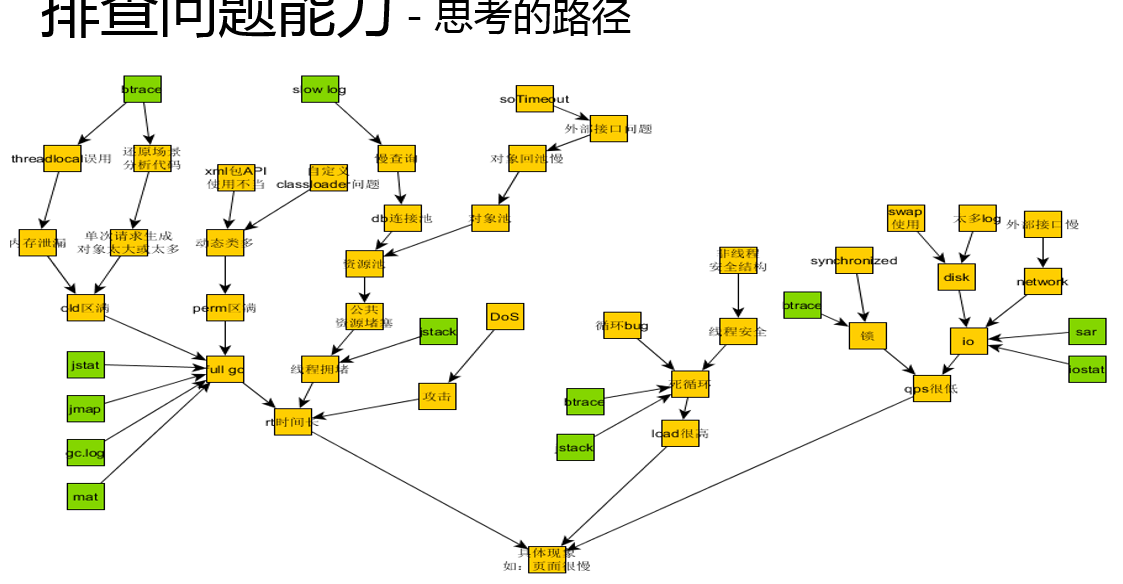 排查问题能力 - 思考的路径
btrace
slow log
soTimeout
外部接口问题
threadlocal误用
还原场景
分析代码
xml包API
使用不当
自定义
classloader问题
慢查询
对象回池慢
内存泄漏
单次请求生成
对象太大或太多
动态类多
db连接池
对象池
资源池
swap
使用
太多log
外部接口慢
非线程
安全结构
synchronized
disk
network
old区满
perm区满
公共
资源堵塞
jstack
DoS
循环bug
线程安全
btrace
锁
io
sar
iostat
jstat
full gc
线程拥堵
攻击
死循环
qps很低
jmap
rt时间长
btrace
load很高
gc.log
jstack
mat
具体现象
如：页面很慢